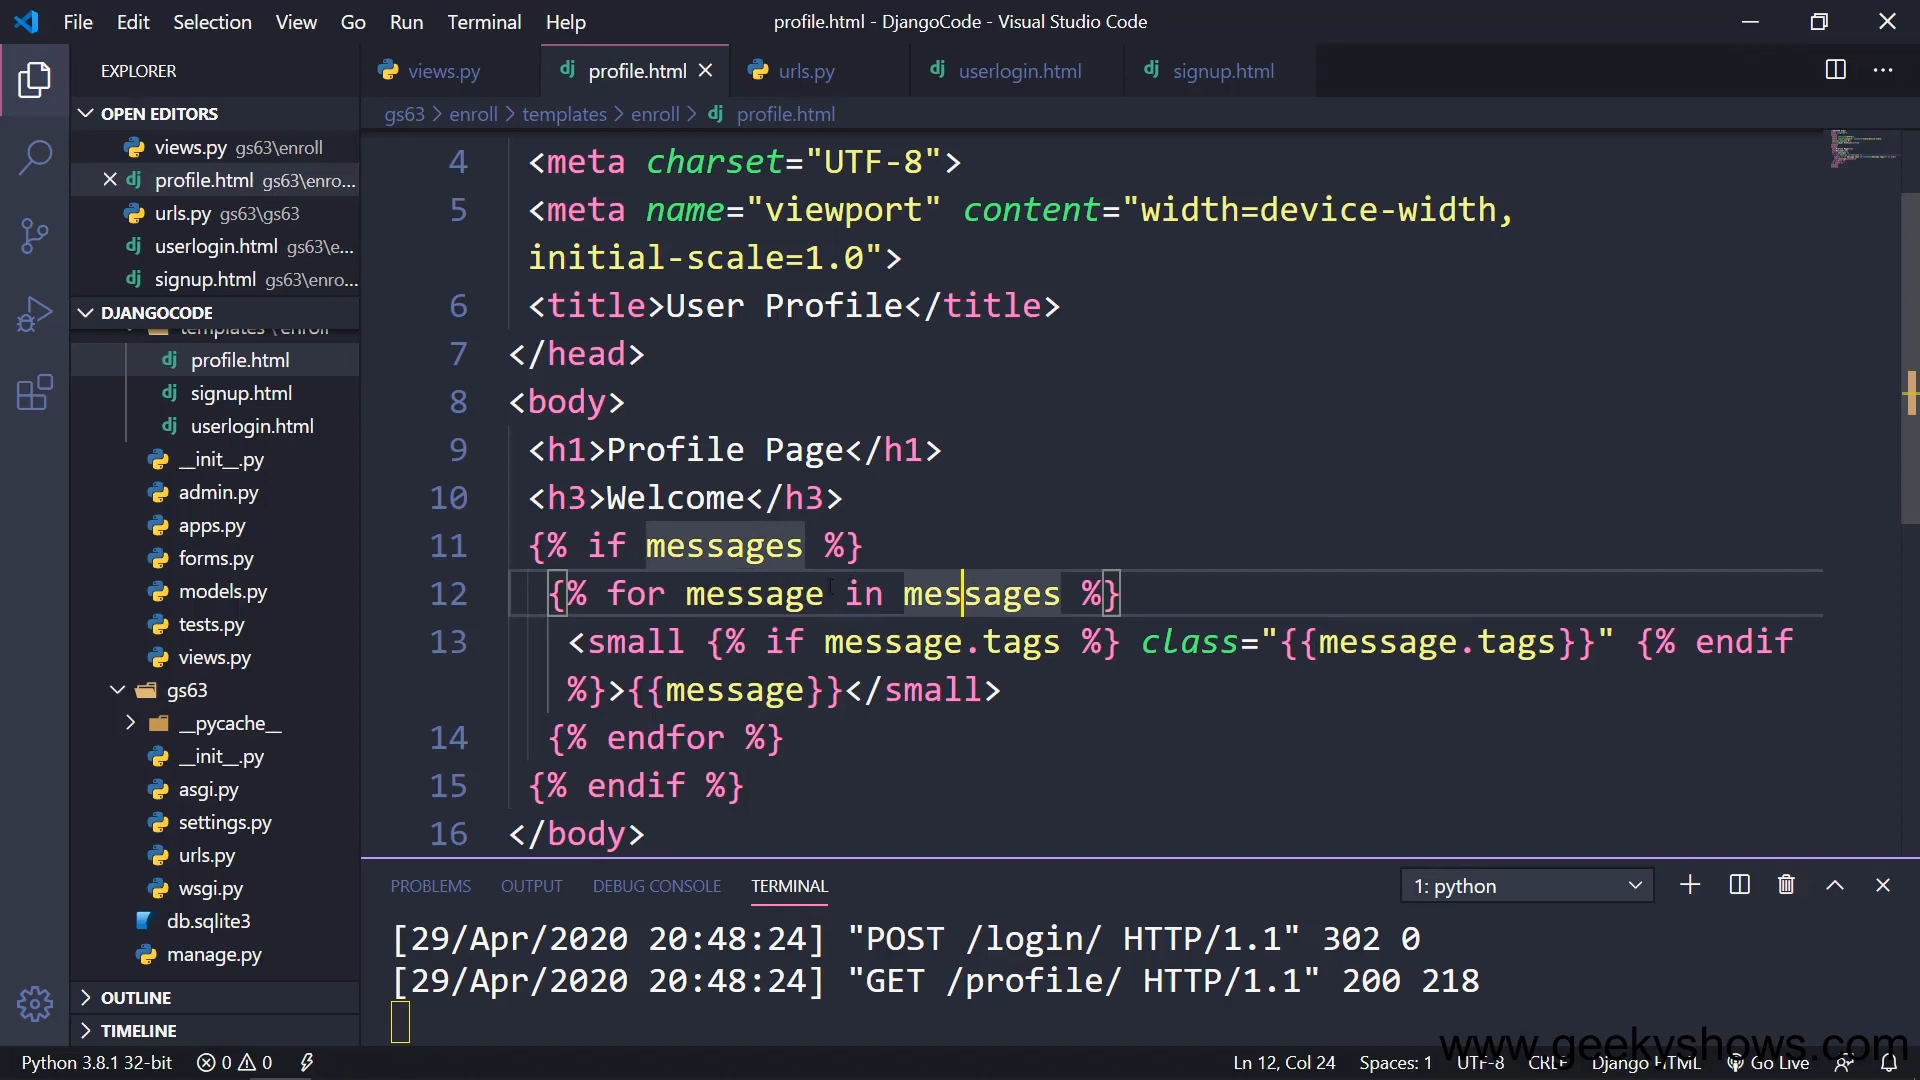 File Edit Selection View Go Run Terminal Help
profile.html - DjangoCode - Visual Studio Code
EXPLORER
OPEN EDITORS
views.py gs63\enroll
profile.html gs63\enro...
urls.py gs63\gs63
userlogin.html gs63\e...
signup.html gs63\enro...
DJANGOCODE
templates\enroll
profile.html
signup.html
userlogin.html
__init__.py
admin.py
apps.py
forms.py
models.py
tests.py
views.py
gs63
__pycache__
__init__.py
asgi.py
settings.py
urls.py
wsgi.py
db.sqlite3
manage.py
OUTLINE
TIMELINE
views.py profile.html urls.py userlogin.html signup.html
gs63 > enroll > templates > enroll > profile.html
4 <meta charset="UTF-8">
5 <meta name="viewport" content="width=device-width,
initial-scale=1.0">
6 <title>User Profile</title>
7 </head>
8 <body>
9 <h1>Profile Page</h1>
10 <h3>Welcome</h3>
11 {% if messages %}
12 {% for message in messages %}
13 <small {% if message.tags %} class="{{message.tags}}" {% endif
%}>{{message}}</small>
14 {% endfor %}
15 {% endif %}
16 </body>
PROBLEMS OUTPUT DEBUG CONSOLE TERMINAL
1: python
[29/Apr/2020 20:48:24] "POST /login/ HTTP/1.1" 302 0
[29/Apr/2020 20:48:24] "GET /profile/ HTTP/1.1" 200 218
www.geekyshows.com
Python 3.8.1 32-bit 0 0
Ln 12, Col 24 Spaces: 1 UTF-8 CRLF Django HTML Go Live